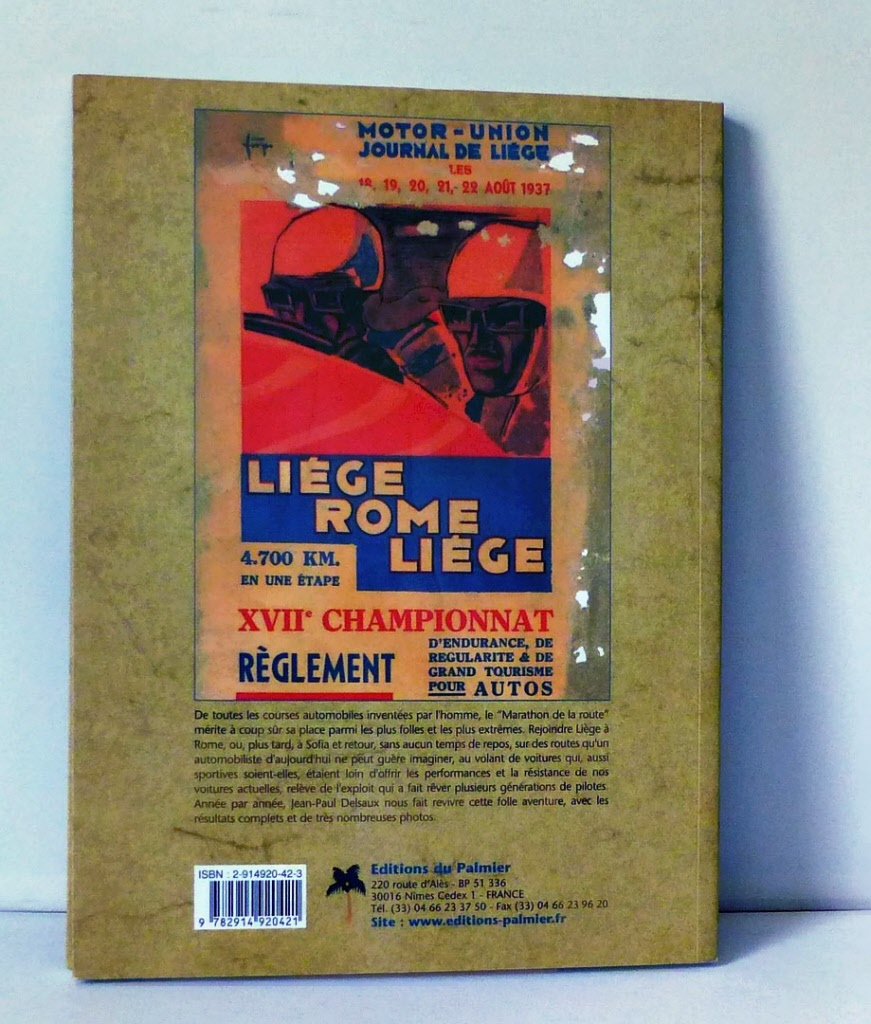 MOTOR-UNION
JOURNAL DE LIÉGE
LES
18, 19, 20, 21,- 22 AOÛT 1937
LIÉGE
ROME
LIÉGE
4.700 KM.
EN UNE ÉTAPE
XVIIe CHAMPIONNAT
RÈGLEMENT
D'ENDURANCE, DE
REGULARITE & DE
GRAND TOURISME
POUR AUTOS
De toutes les courses automobiles inventées par l'homme, le "Marathon de la route"
mérite à coup sûr sa place parmi les plus folles et les plus extrêmes. Rejoindre Liège à
Rome, ou, plus tard, à Sofia et retour, sans aucun temps de repos, sur des routes qu'un
automobiliste d'aujourd'hui ne peut guère imaginer, au volant de voitures qui, aussi
sportives soient-elles, étaient loin d'offrir les performances et la résistance de nos
voitures actuelles, relève de l'exploit qui a fait rêver plusieurs générations de pilotes.
Année par année, Jean-Paul Delsaux nous fait revivre cette folle aventure, avec les
résultats complets et de très nombreuses photos.
ISBN : 2-914920-42-3
9 782914 920421
Editions du Palmier
220 route d'Alès - BP 51 336
30016 Nîmes Cedex 1 - FRANCE
Tél. (33) 04 66 23 37 50 - Fax (33) 04 66 23 96 20
Site : www.editions-palmier.fr